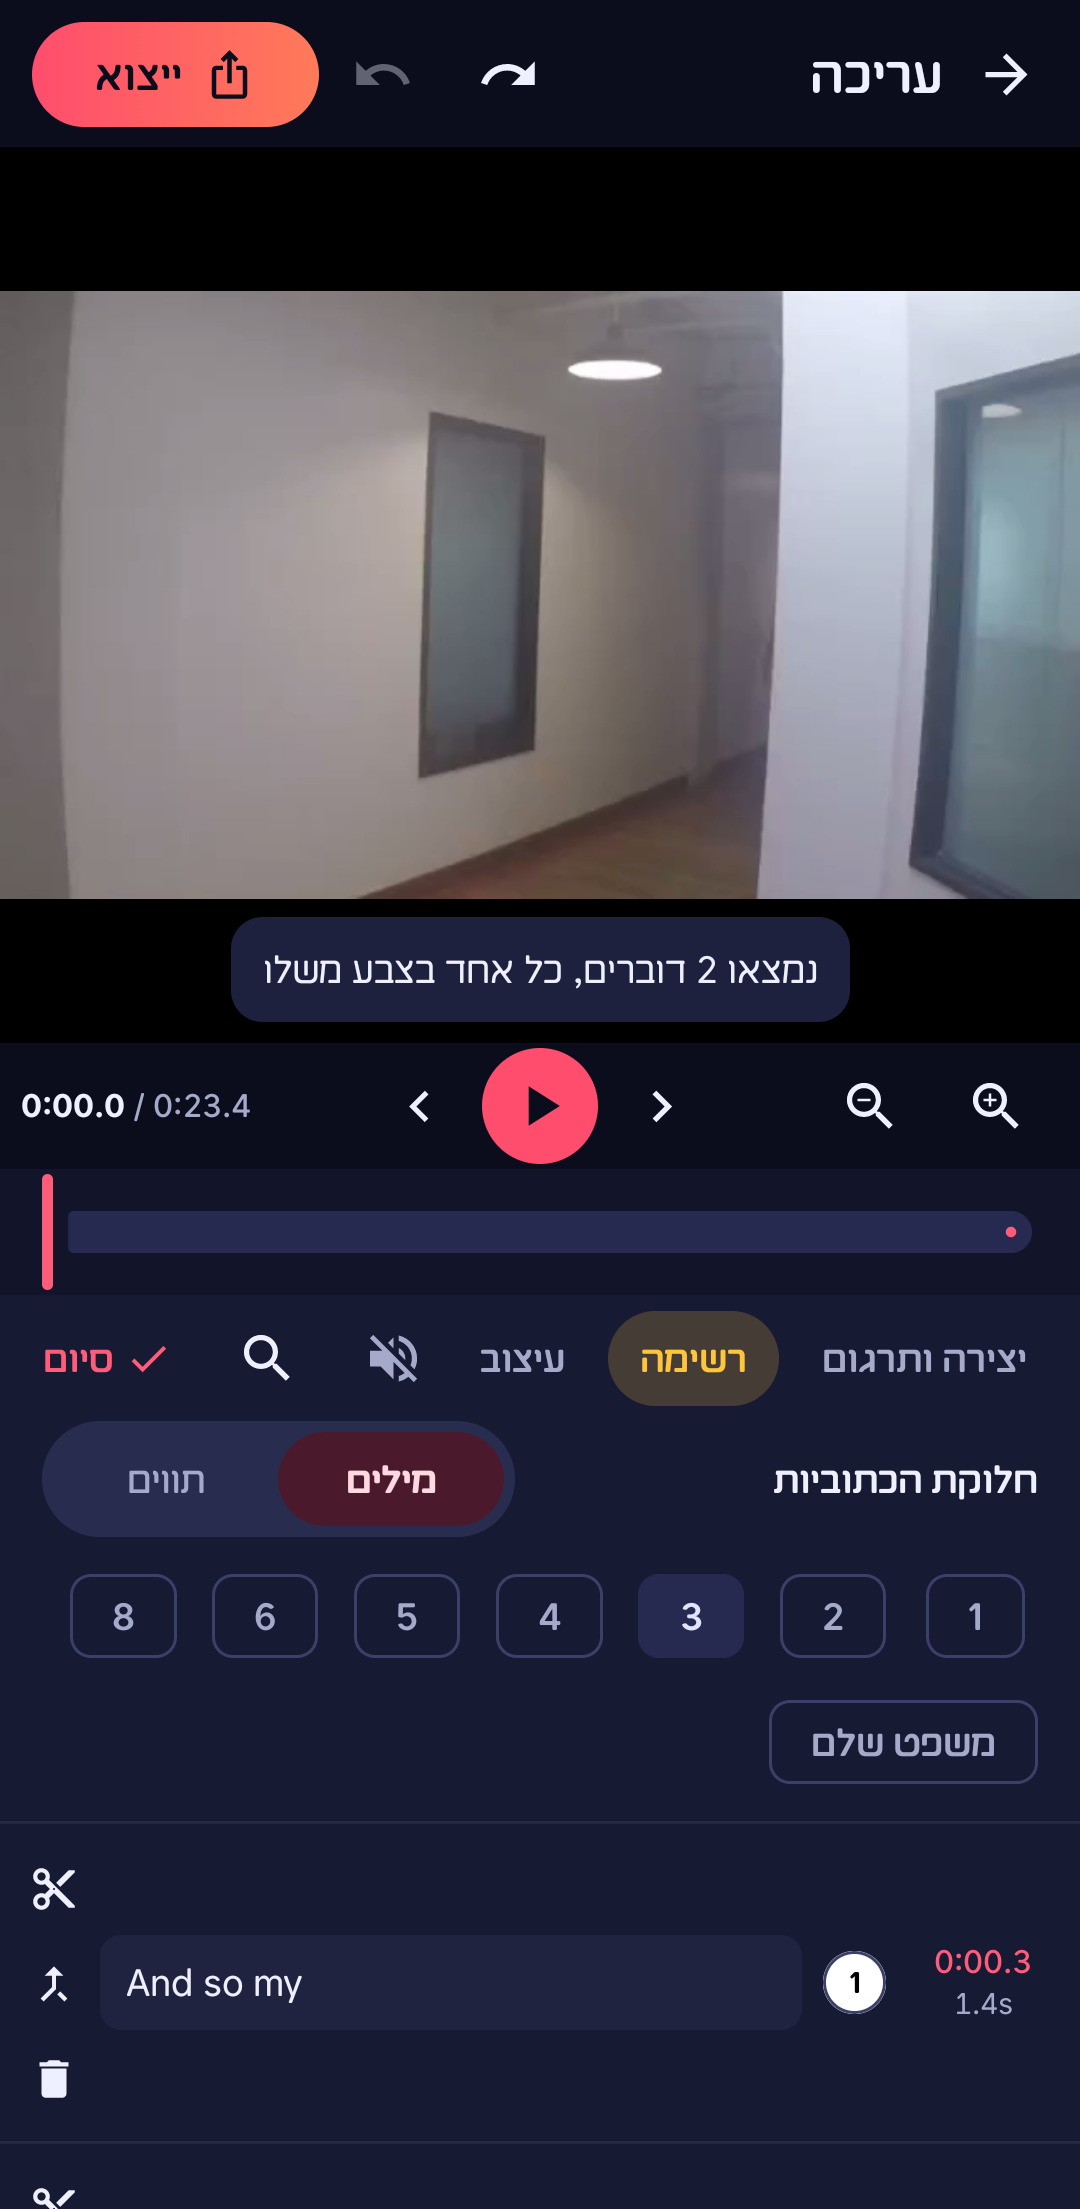 עריכה
ייצוא
נמצאו 2 דוברים, כל אחד בצבע משלו
0:00.0 / 0:23.4
יצירה ותרגום
רשימה
עיצוב
סיום
חלוקת הכתוביות
מילים
תווים
1 2 3 4 5 6 8
משפט שלם
0:00.3
1
And so my
1.4s